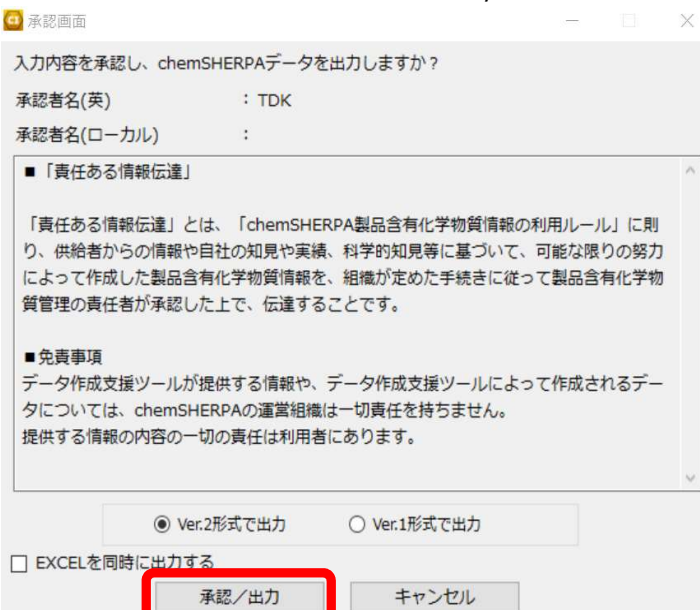 承認画面
入力内容を承認し、chemSHERPAデータを出力しますか？
承認者名(英) : TDK
承認者名(ローカル) :
■「責任ある情報伝達」
「責任ある情報伝達」とは、「chemSHERPA製品含有化学物質情報の利用ルール」に則
り、供給者からの情報や自社の知見や実績、科学的知見等に基づいて、可能な限りの努力
によって作成した製品含有化学物質情報を、組織が定めた手続きに従って製品含有化学物
質管理の責任者が承認した上で、伝達することです。
■免責事項
データ作成支援ツールが提供する情報や、データ作成支援ツールによって作成されるデー
タについては、chemSHERPAの運営組織は一切責任を持ちません。
提供する情報の内容の一切の責任は利用者にあります。
Ver.2形式で出力 Ver.1形式で出力
EXCELを同時に出力する
承認／出力 キャンセル